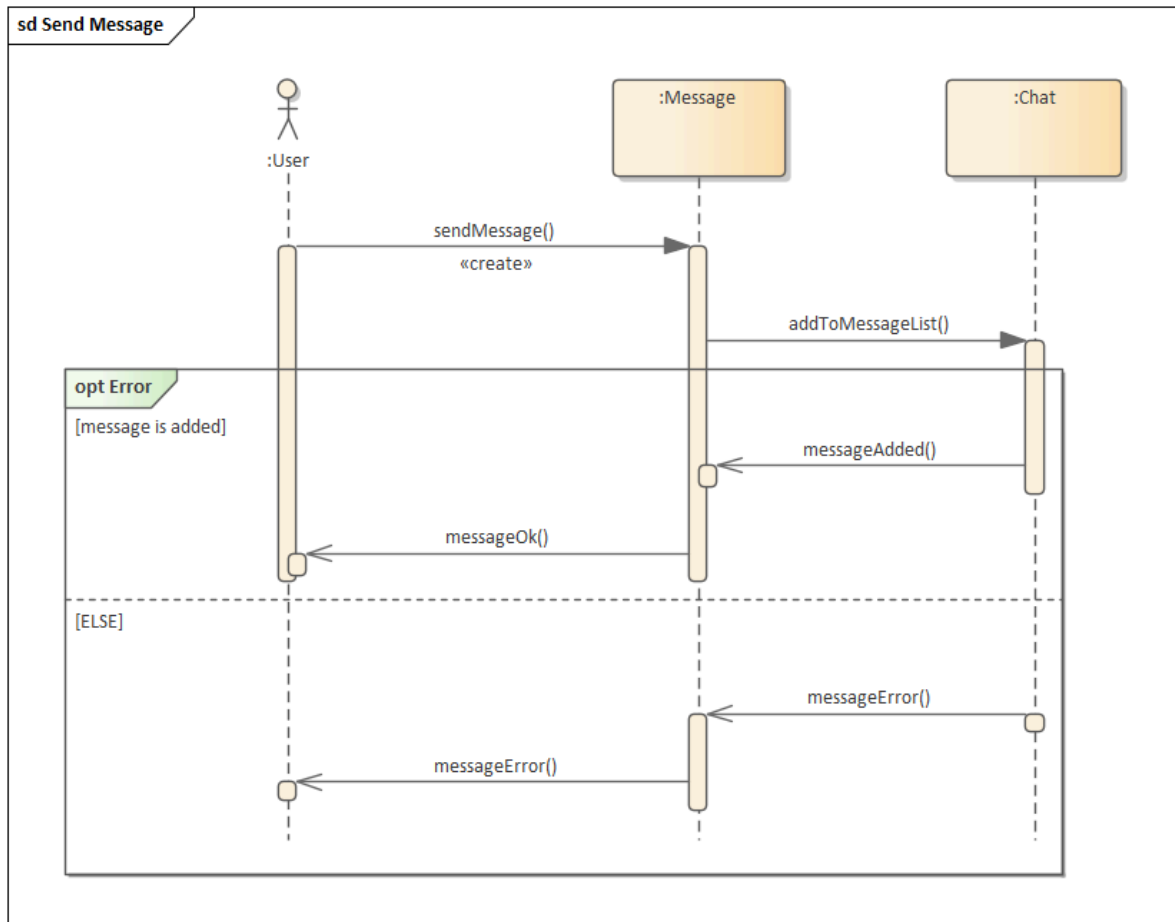 sd Send Message
:User
:Message
:Chat
sendMessage()
«create»
addToMessageList()
opt Error
[message is added]
messageAdded()
messageOk()
[ELSE]
messageError()
messageError()